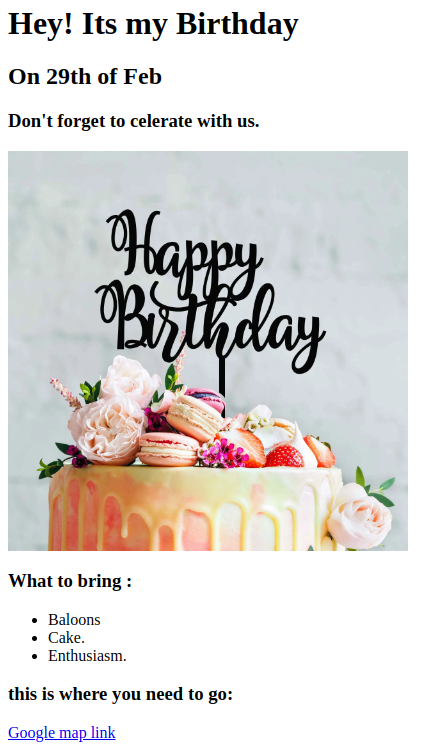 Hey! Its my Birthday
On 29th of Feb
Don't forget to celerate with us.
Happy
Birthday
What to bring :
Baloons
Cake.
Enthusiasm.
this is where you need to go:
Google map link